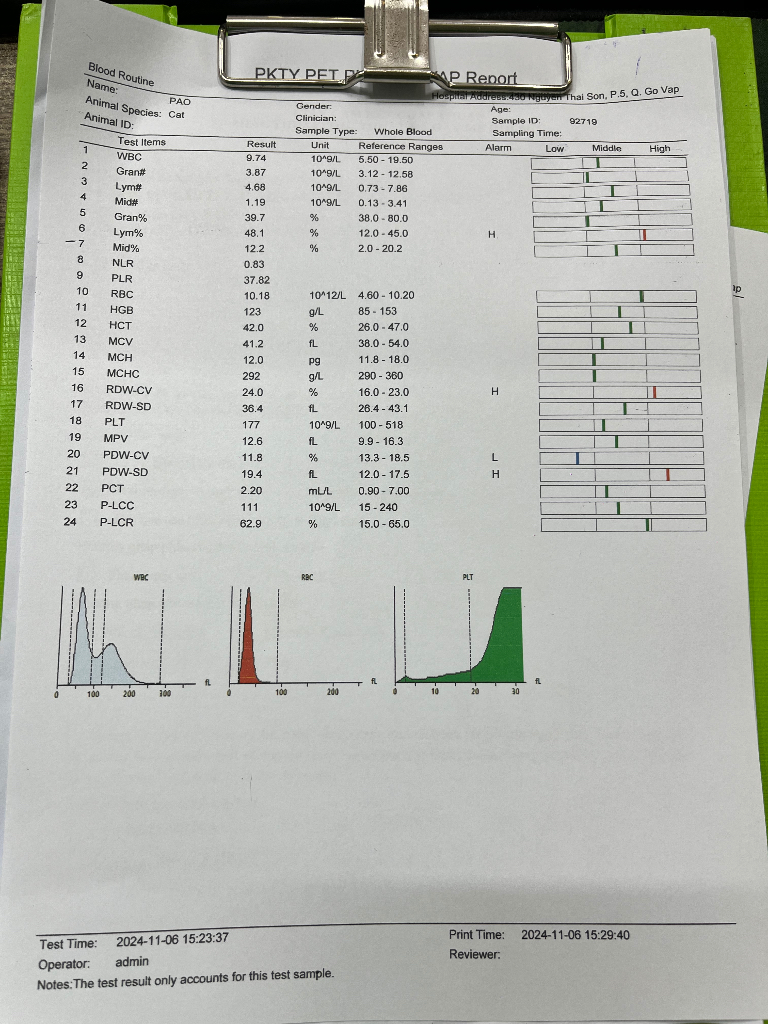 PKTY PET AP Report
Blood Routine
Hospital Address:430 Nguyen Thai Son, P.5, Q. Go Vap
Name: PAO Gender: Age:
Animal Species: Cat Clinician: Sample ID: 92719
Animal ID: Sample Type: Whole Blood Sampling Time:
Test Items Result Unit Reference Ranges Alarm Low Middle High
1 WBC 9.74 10^9/L 5.50 - 19.50
2 Gran# 3.87 10^9/L 3.12 - 12.58
3 Lym# 4.68 10^9/L 0.73 - 7.86
4 Mid# 1.19 10^9/L 0.13 - 3.41
5 Gran% 39.7 % 38.0 - 80.0
6 Lym% 48.1 % 12.0 - 45.0 H
7 Mid% 12.2 % 2.0 - 20.2
8 NLR 0.83
9 PLR 37.82
10 RBC 10.18 10^12/L 4.60 - 10.20
11 HGB 123 g/L 85 - 153
12 HCT 42.0 % 26.0 - 47.0
13 MCV 41.2 fL 38.0 - 54.0
14 MCH 12.0 pg 11.8 - 18.0
15 MCHC 292 g/L 290 - 360
16 RDW-CV 24.0 % 16.0 - 23.0 H
17 RDW-SD 36.4 fL 26.4 - 43.1
18 PLT 177 10^9/L 100 - 518
19 MPV 12.6 fL 9.9 - 16.3
20 PDW-CV 11.8 % 13.3 - 18.5 L
21 PDW-SD 19.4 fL 12.0 - 17.5 H
22 PCT 2.20 mL/L 0.90 - 7.00
23 P-LCC 111 10^9/L 15 - 240
24 P-LCR 62.9 % 15.0 - 65.0
WBC RBC PLT
0 100 200 300 fL 0 100 200 fL 0 10 20 30 fL
Test Time: 2024-11-06 15:23:37 Print Time: 2024-11-06 15:29:40
Operator: admin Reviewer:
Notes:The test result only accounts for this test sample.